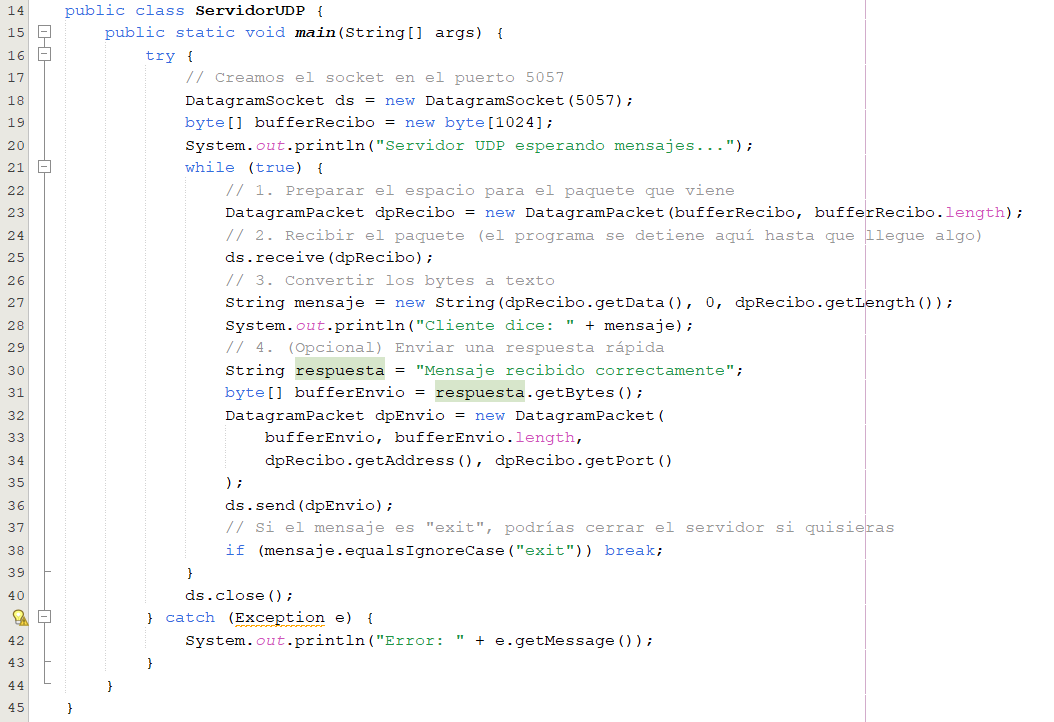 14 public class ServidorUDP {
15 public static void main(String[] args) {
16 try {
17 // Creamos el socket en el puerto 5057
18 DatagramSocket ds = new DatagramSocket(5057);
19 byte[] bufferRecibo = new byte[1024];
20 System.out.println("Servidor UDP esperando mensajes...");
21 while (true) {
22 // 1. Preparar el espacio para el paquete que viene
23 DatagramPacket dpRecibo = new DatagramPacket(bufferRecibo, bufferRecibo.length);
24 // 2. Recibir el paquete (el programa se detiene aquí hasta que llegue algo)
25 ds.receive(dpRecibo);
26 // 3. Convertir los bytes a texto
27 String mensaje = new String(dpRecibo.getData(), 0, dpRecibo.getLength());
28 System.out.println("Cliente dice: " + mensaje);
29 // 4. (Opcional) Enviar una respuesta rápida
30 String respuesta = "Mensaje recibido correctamente";
31 byte[] bufferEnvio = respuesta.getBytes();
32 DatagramPacket dpEnvio = new DatagramPacket(
33 bufferEnvio, bufferEnvio.length,
34 dpRecibo.getAddress(), dpRecibo.getPort()
35 );
36 ds.send(dpEnvio);
37 // Si el mensaje es "exit", podrías cerrar el servidor si quisieras
38 if (mensaje.equalsIgnoreCase("exit")) break;
39 }
40 ds.close();
} catch (Exception e) {
42 System.out.println("Error: " + e.getMessage());
43 }
44 }
45 }